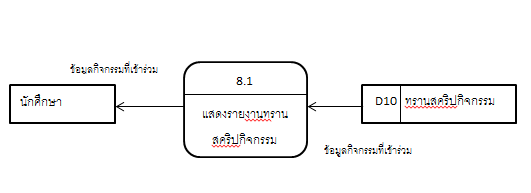 ข้อมูลกิจกรรมที่เข้าร่วม
8.1
นักศึกษา
แสดงรายงานทราน
สคริปกิจกรรม
D10 ทรานสคริปกิจกรรม
ข้อมูลกิจกรรมที่เข้าร่วม